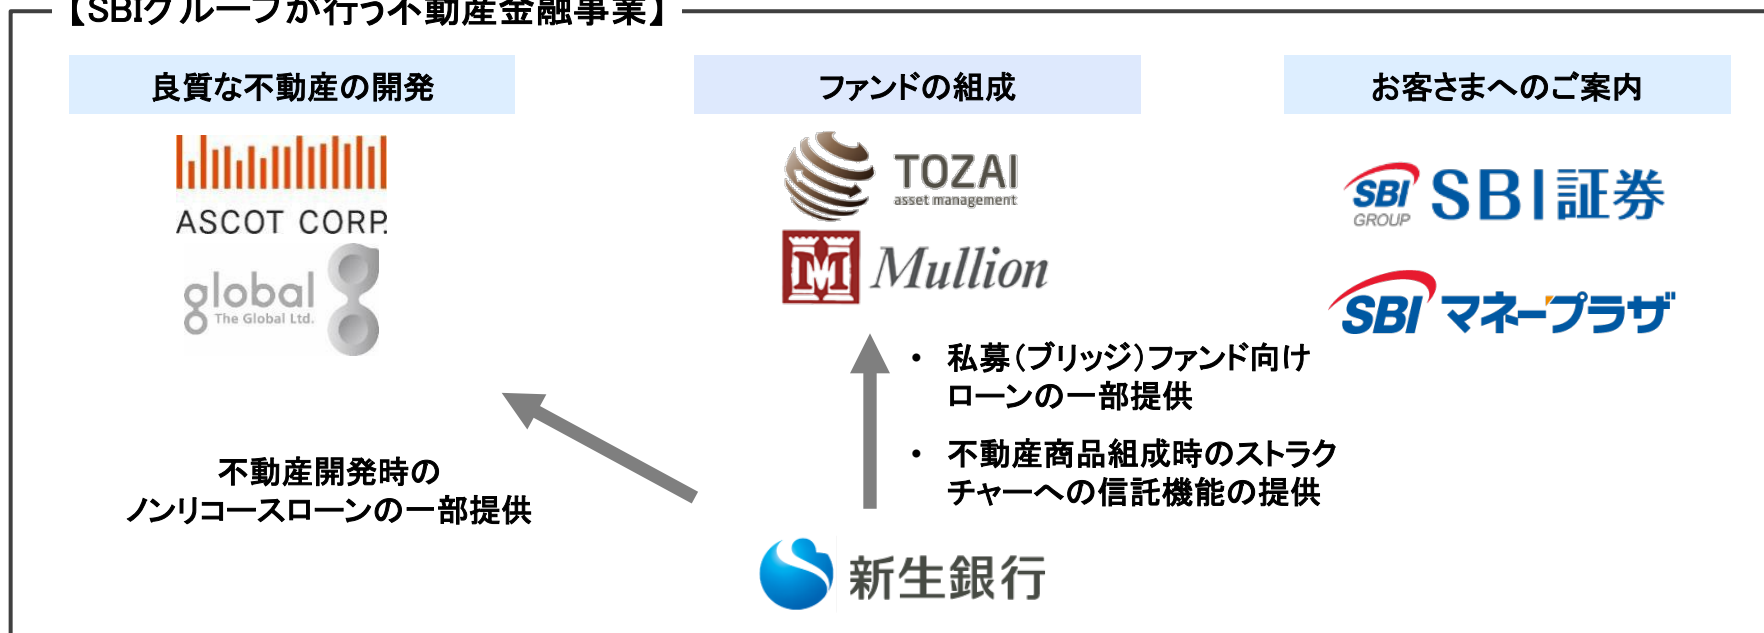 【SBIグループが行う不動産金融事業】
良質な不動産の開発
ファンドの組成
お客さまへのご案内
ASCOT CORP.
global
The Global Ltd.
TOZAI
asset management
Mullion
SBI
GROUP
SBI証券
SBIマネープラザ
・ 私募（ブリッジ）ファンド向け
ローンの一部提供
・ 不動産商品組成時のストラク
チャーへの信託機能の提供
不動産開発時の
ノンリコースローンの一部提供
新生銀行